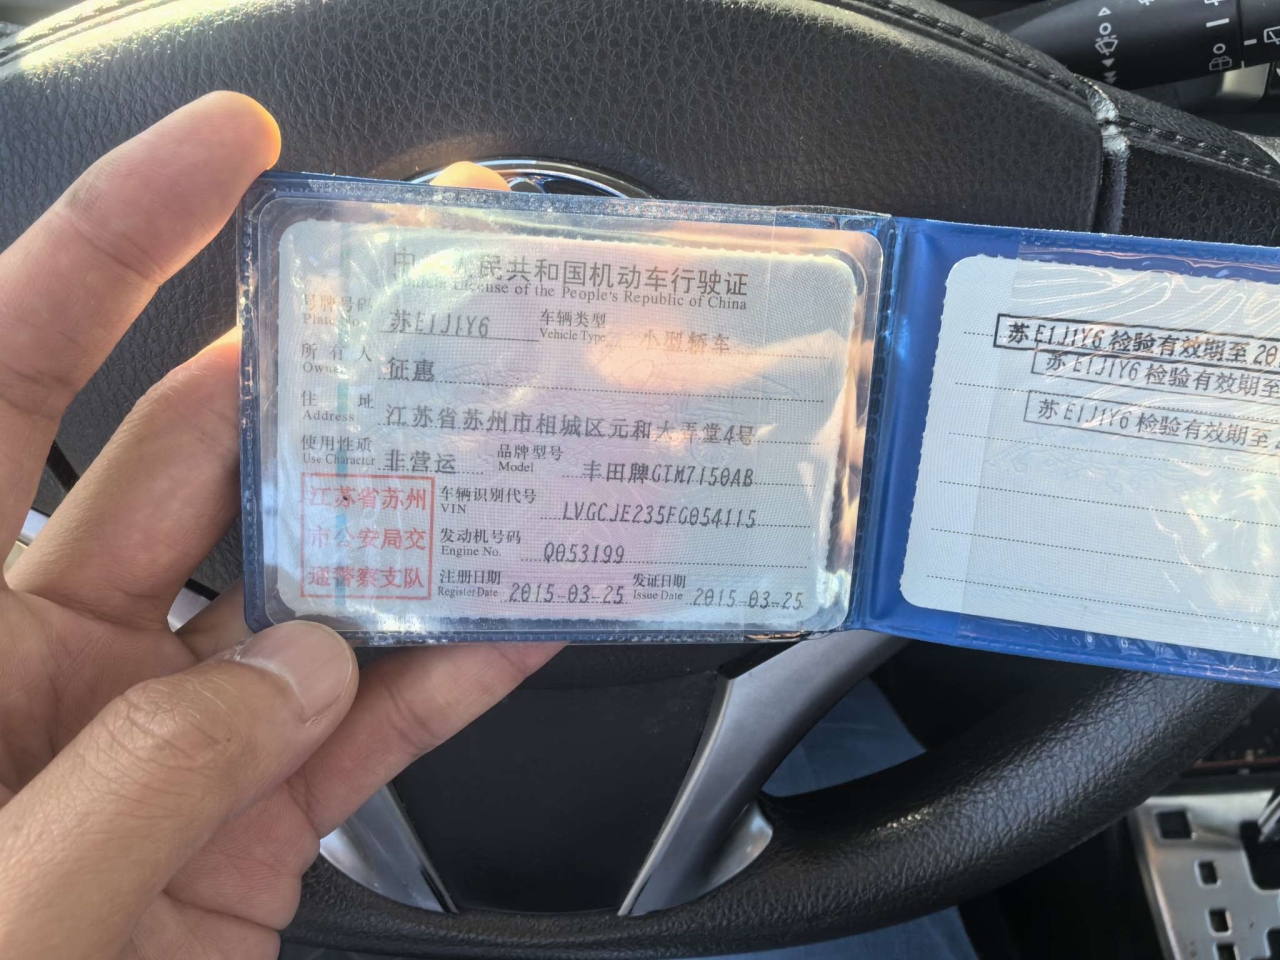 中 民共和国机动车行驶证
Vehicle License of the People's Republic of China
号牌号码 苏E1J1Y6 车辆类型 小型轿车
Plate No. Vehicle Type
所有人 征惠
Owner
住址 江苏省苏州市相城区元和大弄堂4号
Address
使用性质 非营运 品牌型号 丰田牌GTM7150AB
Use Character Model
江苏省苏州
市公安局交
通警察支队
车辆识别代号 LVGCJE235FG054115
VIN
发动机号码 Q053199
Engine No.
注册日期 2015-03-25 发证日期 2015-03-25
Register Date Issue Date
苏E1J1Y6 检验有效期至 20
苏E1J1Y6 检验有效期至
苏E1J1Y6 检验有效期至